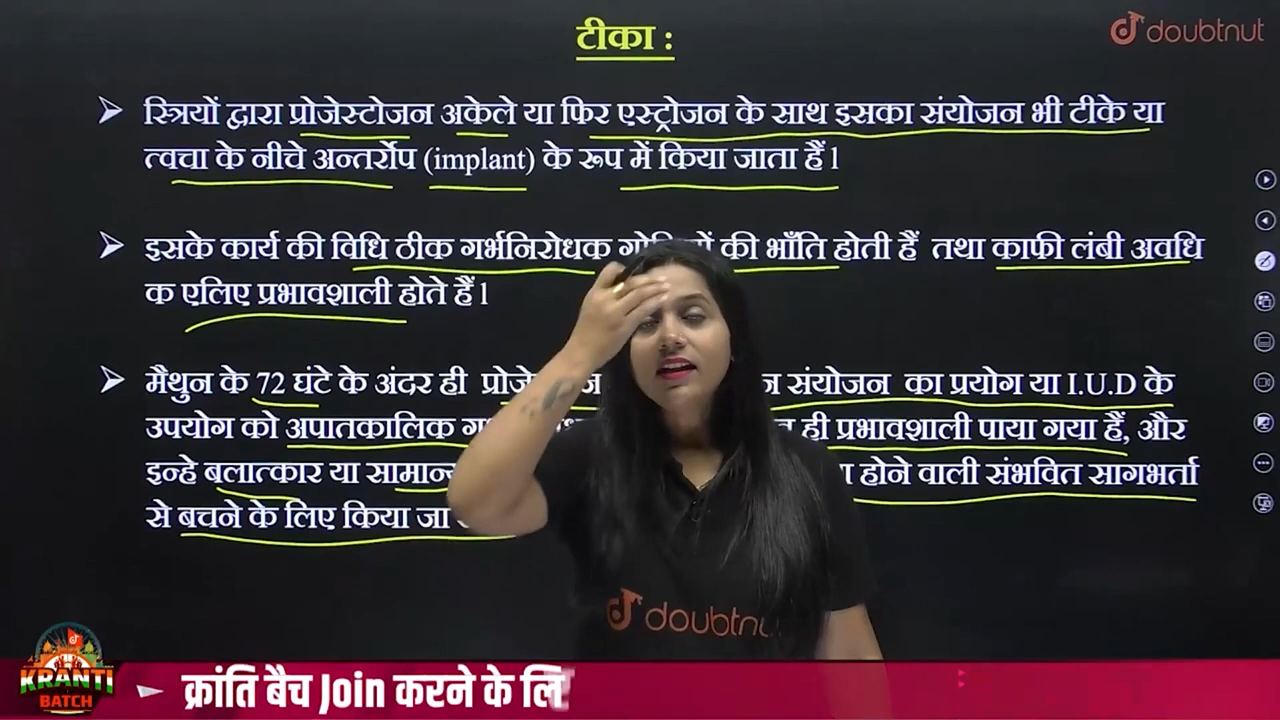 टीका :
doubtnut
स्त्रियों द्वारा प्रोजेस्टोजन अकेले या फिर एस्ट्रोजन के साथ इसका संयोजन भी टीके या
त्वचा के नीचे अन्तर्रोप (implant) के रूप में किया जाता हैं l
इसके कार्य की विधि ठीक गर्भनिरोधक की भाँति होती हैं तथा काफी लंबी अवधि
क एलिए प्रभावशाली होते हैं l
मैथुन के 72 घंटे के अंदर ही संयोजन का प्रयोग या I.U.D के
उपयोग को अपातकालिक ही प्रभावशाली पाया गया हैं, और
इन्हे बलात्कार या होने वाली संभवित सागभर्ता
से बचने के लिए किया जा
doubtnut
KRANTI
BATCH
क्रांति बैच Join करने के लि